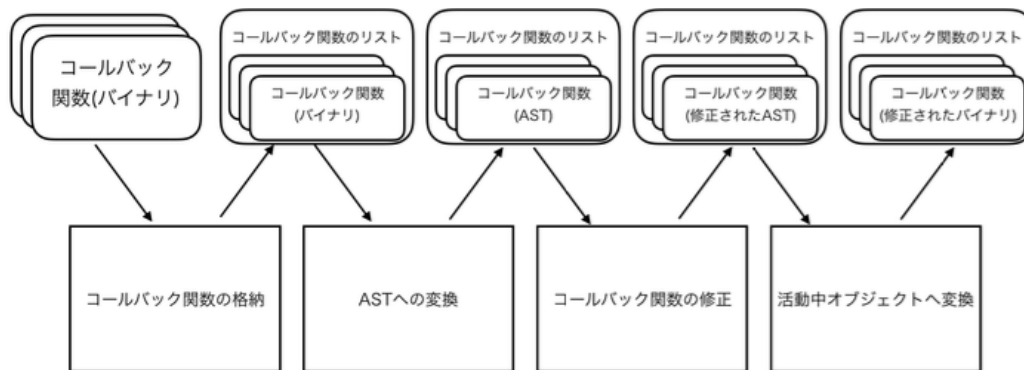 コールバック
関数(バイナリ)
コールバック関数のリスト
コールバック関数
(バイナリ)
コールバック関数のリスト
コールバック関数
(AST)
コールバック関数のリスト
コールバック関数
(修正されたAST)
コールバック関数のリスト
コールバック関数
(修正されたバイナリ)
コールバック関数の格納
ASTへの変換
コールバック関数の修正
活動中オブジェクトへ変換